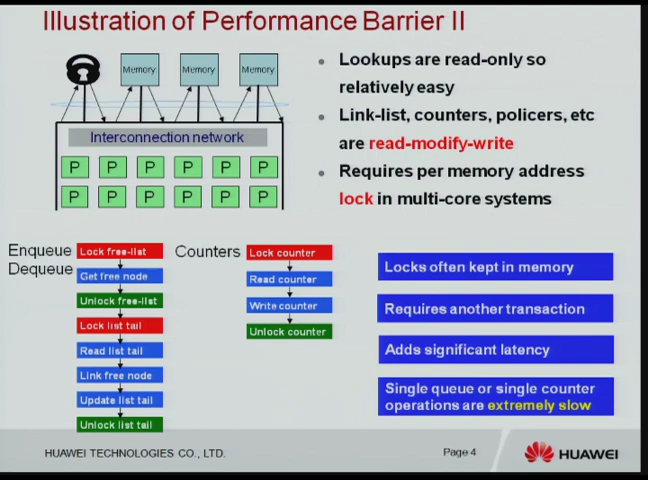 Illustration of Performance Barrier II
Memory
Memory
Memory
Interconnection network
P P P P P P
P P P P P P
Lookups are read-only so
relatively easy
Link-list, counters, policers, etc
are read-modify-write
Requires per memory address
lock in multi-core systems
Enqueue
Dequeue
Lock free-list
Get free node
Unlock free-list
Lock list tail
Read list tail
Link free node
Update list tail
Unlock list tail
Counters
Lock counter
Read counter
Write counter
Unlock counter
Locks often kept in memory
Requires another transaction
Adds significant latency
Single queue or single counter
operations are extremely slow
HUAWEI TECHNOLOGIES CO., LTD.
Page 4
HUAWEI